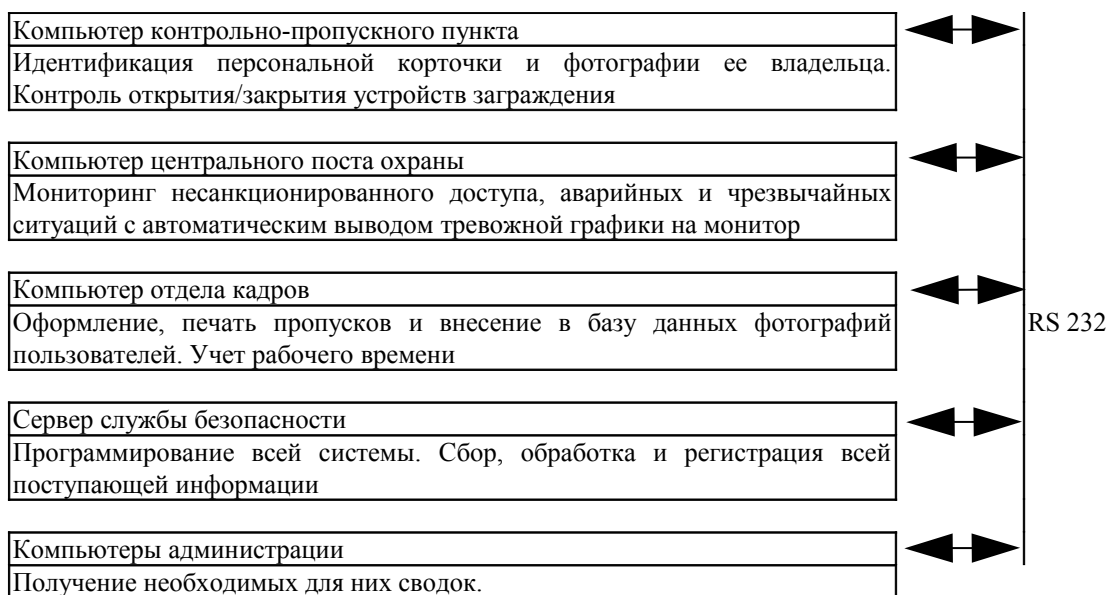 Компьютер контрольно-пропускного пункта
Идентификация персональной корточки и фотографии ее владельца.
Контроль открытия/закрытия устройств заграждения
Компьютер центрального поста охраны
Мониторинг несанкционированного доступа, аварийных и чрезвычайных
ситуаций с автоматическим выводом тревожной графики на монитор
Компьютер отдела кадров
Оформление, печать пропусков и внесение в базу данных фотографий
пользователей. Учет рабочего времени
RS 232
Сервер службы безопасности
Программирование всей системы. Сбор, обработка и регистрация всей
поступающей информации
Компьютеры администрации
Получение необходимых для них сводок.